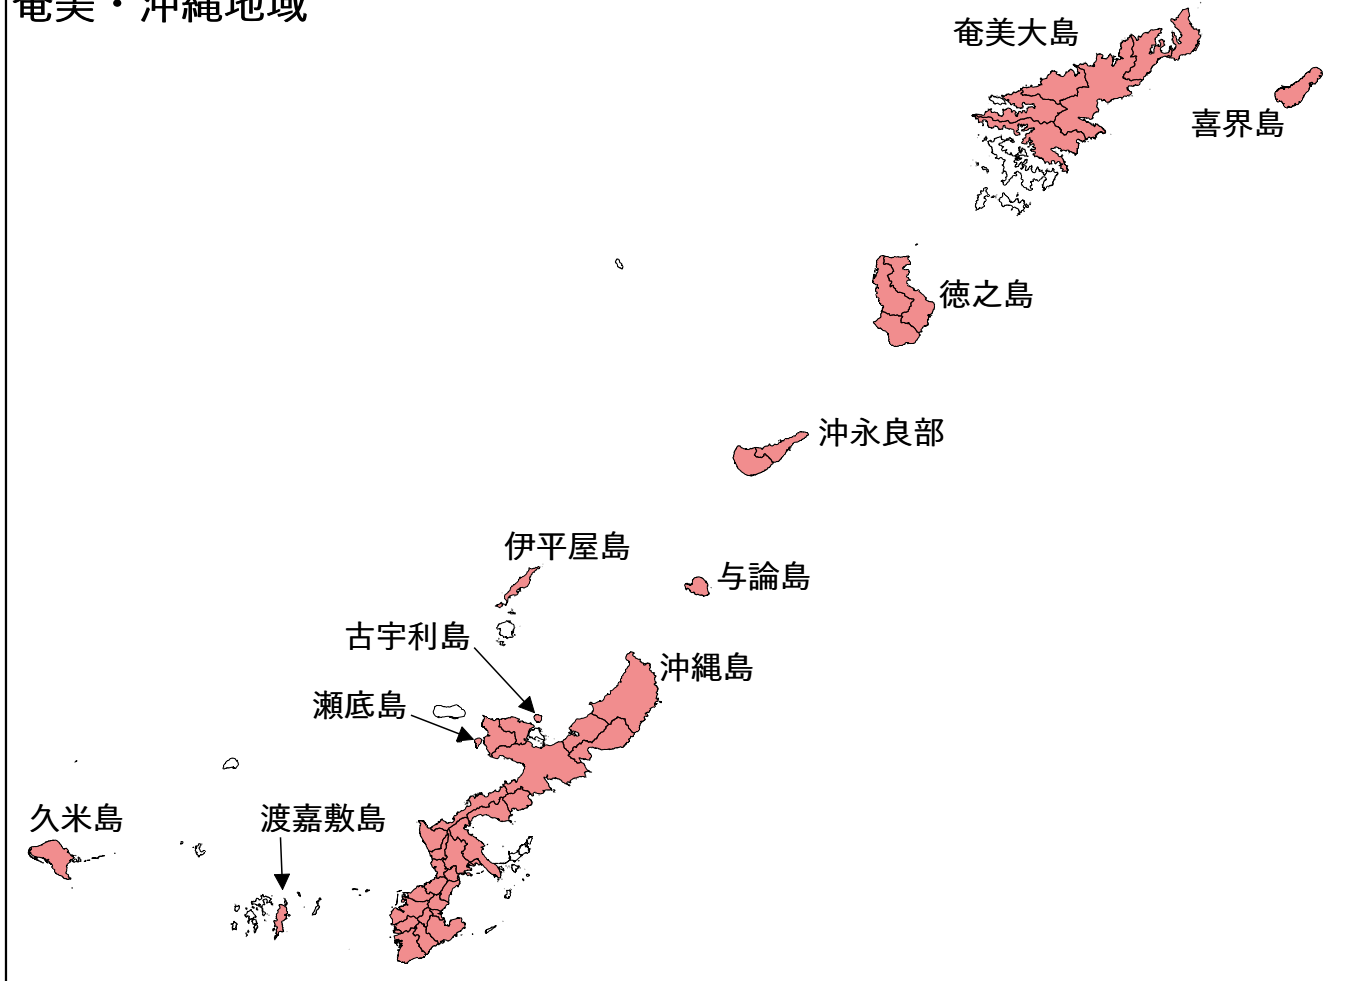 奄美・沖縄地域
奄美大島
喜界島
徳之島
沖永良部
伊平屋島
与論島
古宇利島
沖縄島
瀬底島
久米島
渡嘉敷島